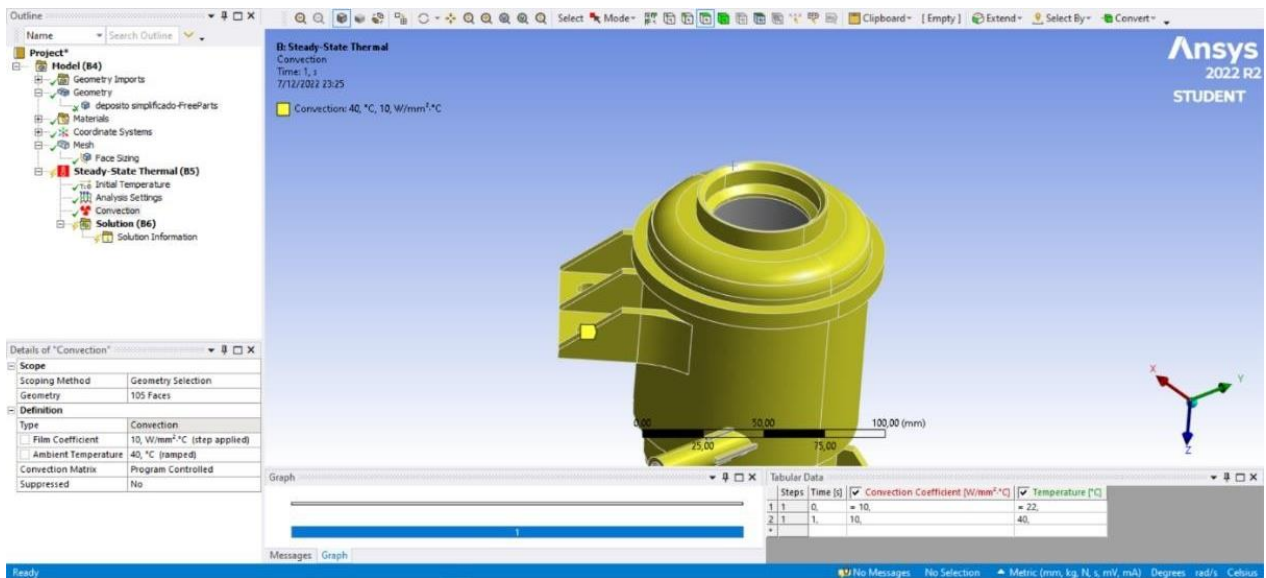 Outline
Name Search Outline
Project*
Model (B4)
Geometry Imports
Geometry
deposito simplificado-FreeParts
Materials
Coordinate Systems
Mesh
Face Sizing
Steady-State Thermal (B5)
Initial Temperature
Analysis Settings
Convection
Solution (B6)
Solution Information
Details of "Convection"
Scope
Scoping Method Geometry Selection
Geometry 105 Faces
Definition
Type Convection
Film Coefficient 10, W/mm²·°C (step applied)
Ambient Temperature 40, °C (ramped)
Convection Matrix Program Controlled
Suppressed No
Select Mode Clipboard [Empty] Extend Select By Convert
B: Steady-State Thermal
Convection
Time: 1, s
7/12/2022 23:25
Convection: 40, °C, 10, W/mm²·°C
Ansys
2022 R2
STUDENT
X Y Z
0,00 50,00 100,00 (mm)
25,00 75,00
Graph
1
Messages Graph
Tabular Data
Steps Time [s] Convection Coefficient [W/mm²·°C] Temperature [°C]
1 1 0, = 10, = 22,
2 1 1, 10, 40,
*
Ready No Messages No Selection Metric (mm, kg, N, s, mV, mA) Degrees rad/s Celsius